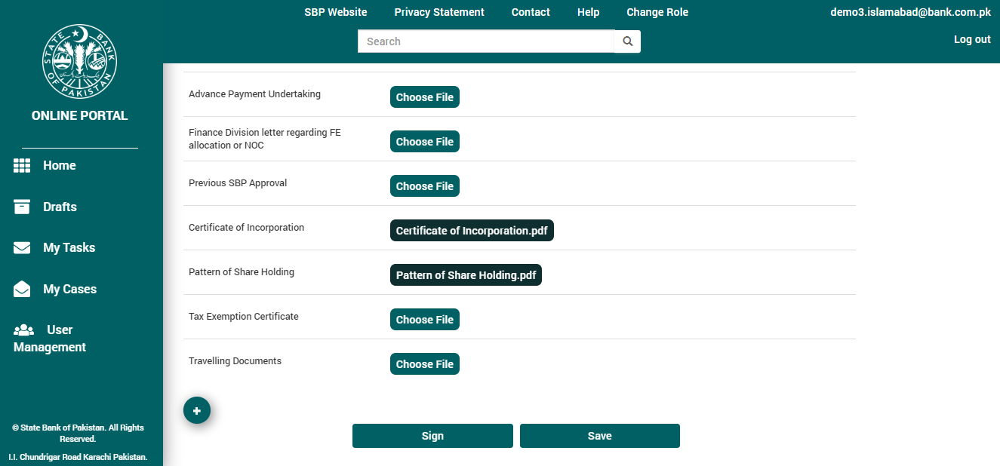 SBP Website Privacy Statement Contact Help Change Role demo3.islamabad@bank.com.pk
Search
Log out
STATE BANK OF PAKISTAN
ONLINE PORTAL
Home
Drafts
My Tasks
My Cases
User
Management
© State Bank of Pakistan. All Rights
Reserved.
I.I. Chundrigar Road Karachi Pakistan.
Advance Payment Undertaking Choose File
Finance Division letter regarding FE
allocation or NOC Choose File
Previous SBP Approval Choose File
Certificate of Incorporation Certificate of Incorporation.pdf
Pattern of Share Holding Pattern of Share Holding.pdf
Tax Exemption Certificate Choose File
Travelling Documents Choose File
+
Sign Save